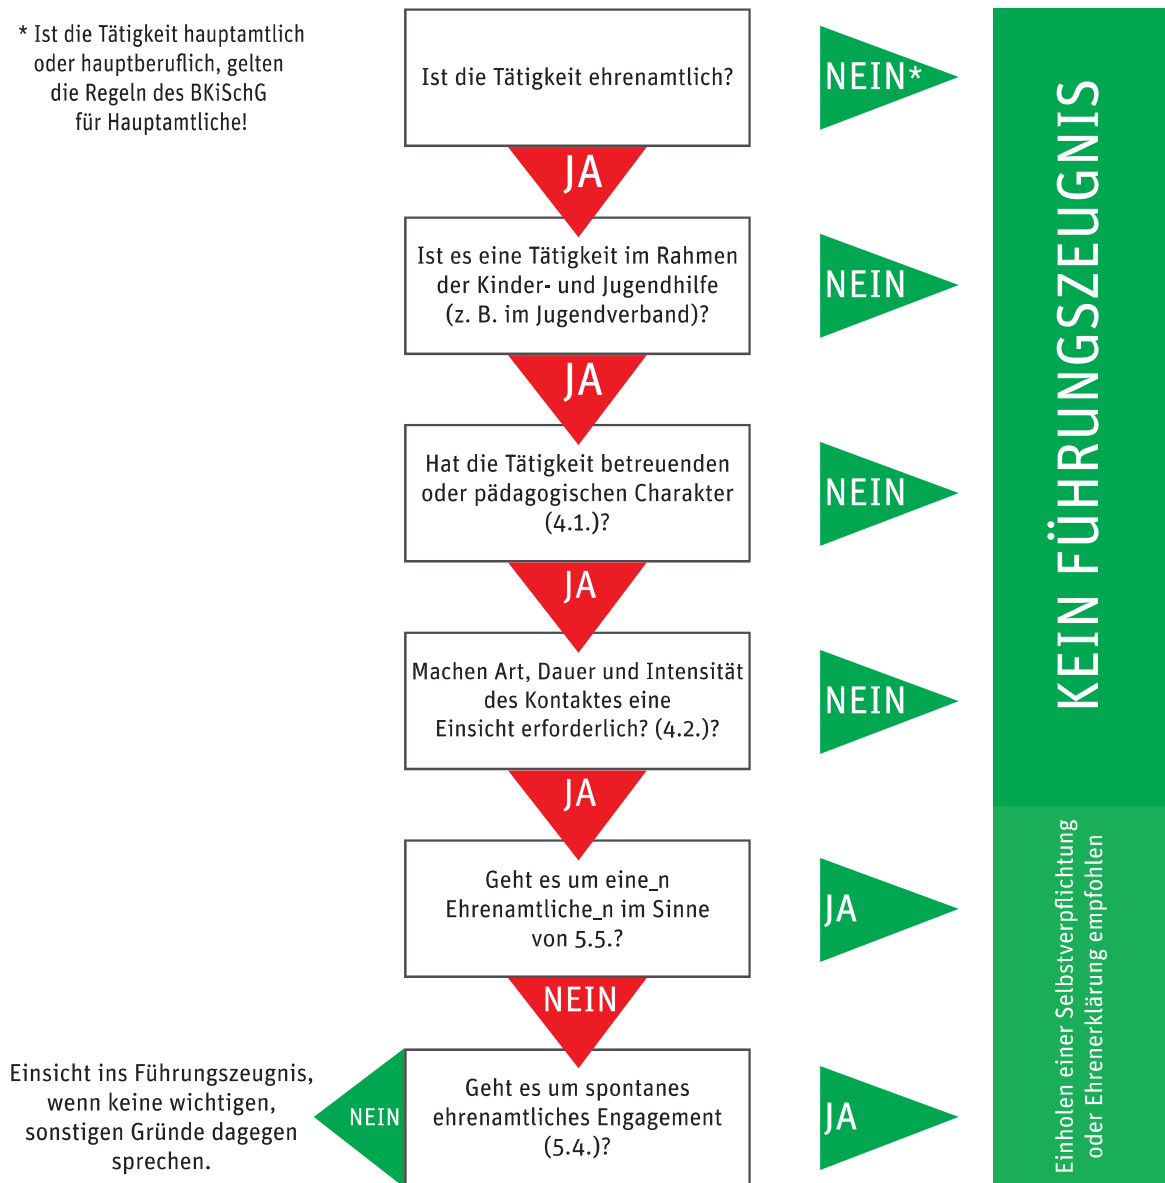 * Ist die Tätigkeit hauptamtlich
oder hauptberuflich, gelten
die Regeln des BKiSchG
für Hauptamtliche!
Ist die Tätigkeit ehrenamtlich?
NEIN*
JA
Ist es eine Tätigkeit im Rahmen
der Kinder- und Jugendhilfe
(z. B. im Jugendverband)?
NEIN
JA
Hat die Tätigkeit betreuenden
oder pädagogischen Charakter
(4.1.)?
NEIN
JA
Machen Art, Dauer und Intensität
des Kontaktes eine
Einsicht erforderlich? (4.2.)?
NEIN
JA
Geht es um eine_n
Ehrenamtliche_n im Sinne
von 5.5.?
JA
NEIN
Geht es um spontanes
ehrenamtliches Engagement
(5.4.)?
JA
NEIN
Einsicht ins Führungszeugnis,
wenn keine wichtigen,
sonstigen Gründe dagegen
sprechen.
KEIN FÜHRUNGSZEUGNIS
Einholen einer Selbstverpflichtung
oder Ehrenerklärung empfohlen